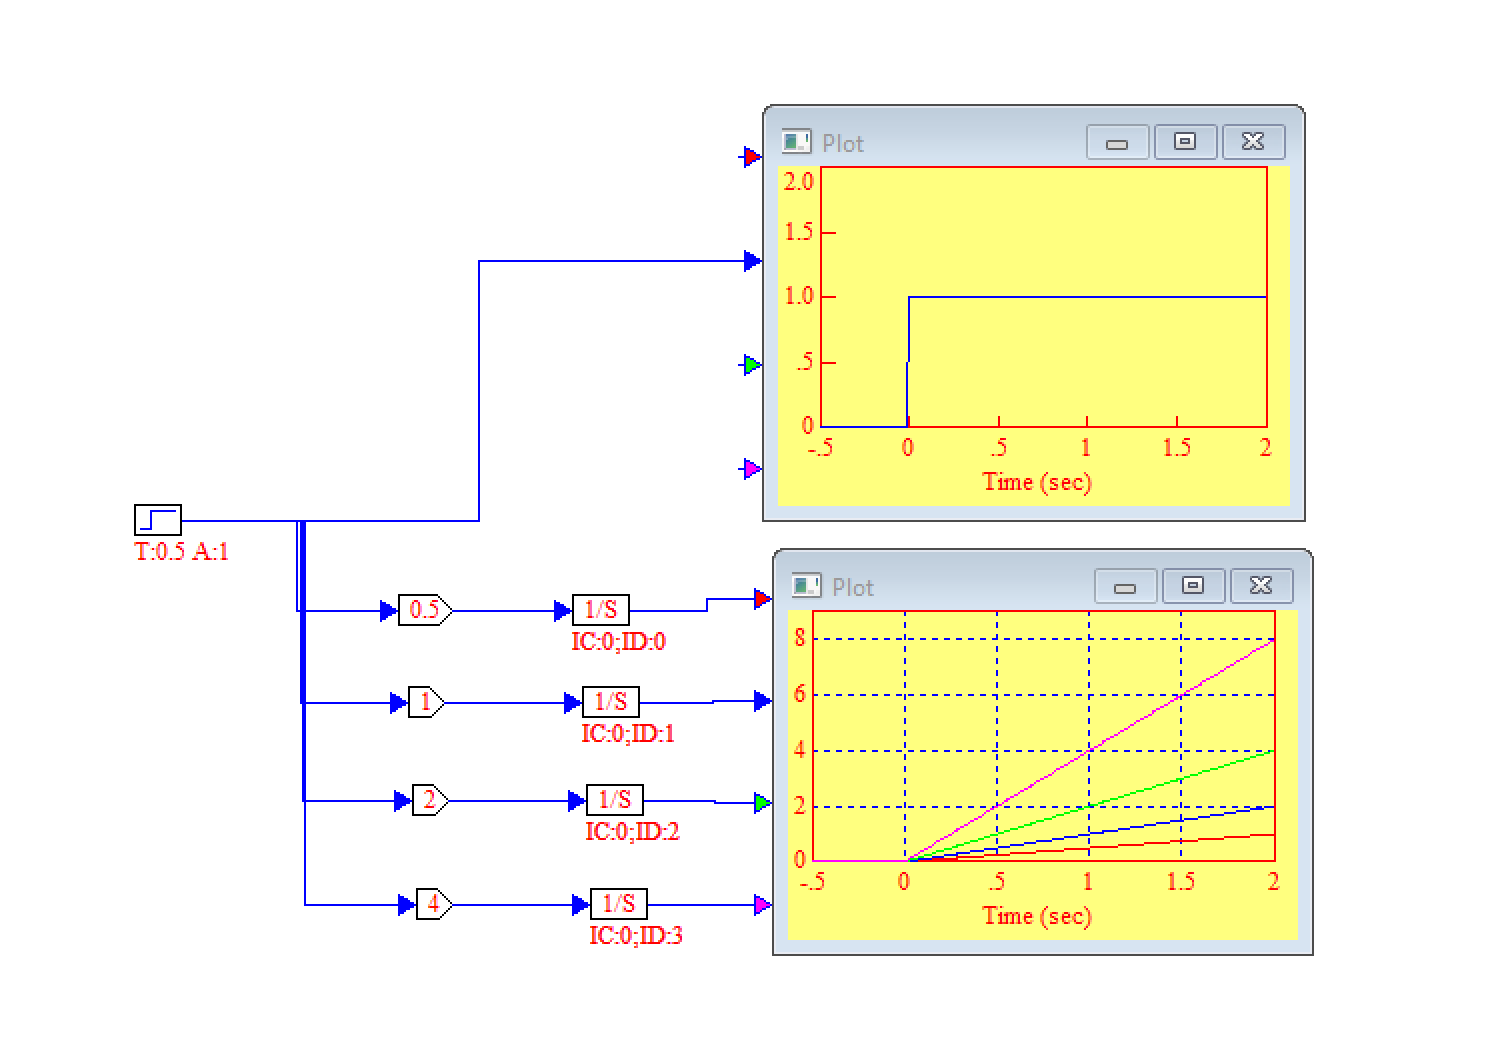 Plot
2.0
1.5
1.0
.5
0
-.5 0 .5 1 1.5 2
Time (sec)
T:0.5 A:1
Plot
0.5 1/S
IC:0;ID:0
1 1/S
IC:0;ID:1
2 1/S
IC:0;ID:2
4 1/S
IC:0;ID:3
8
6
4
2
0
-.5 0 .5 1 1.5 2
Time (sec)